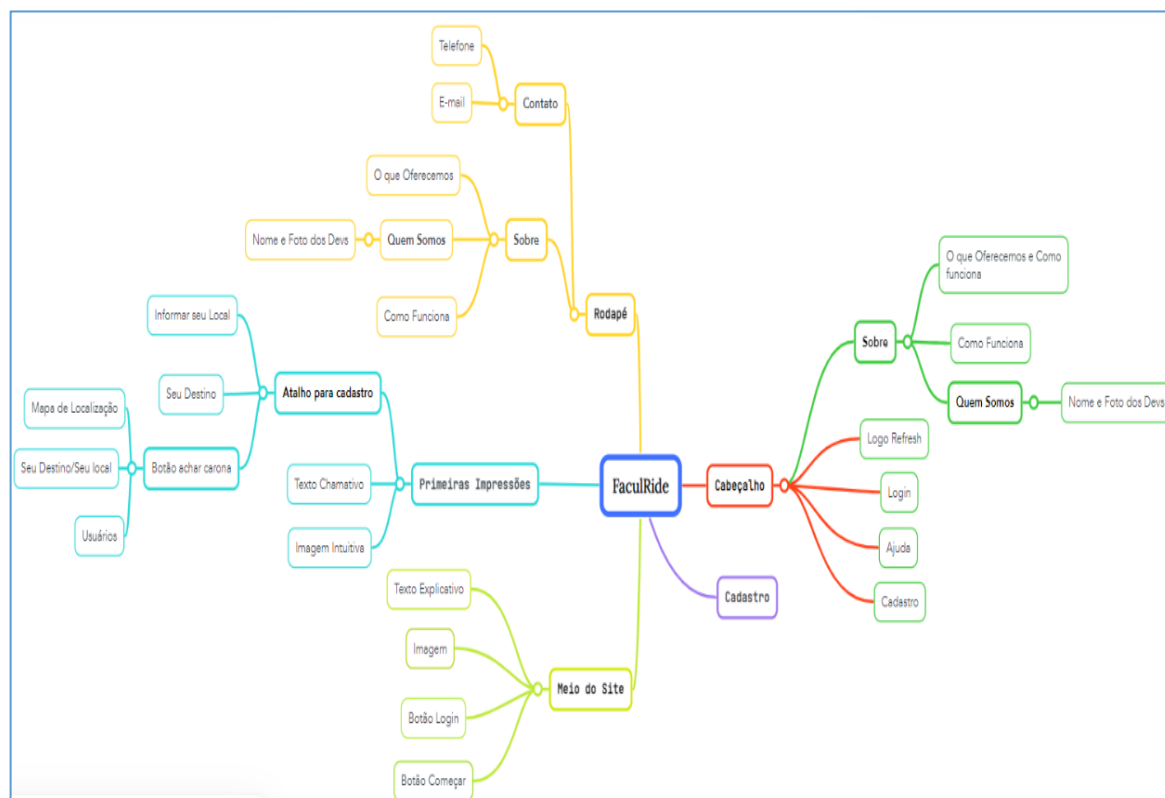 Telefone
E-mail
Contato
O que Oferecemos
Nome e Foto dos Devs
Quem Somos
Sobre
Como Funciona
Rodapé
Informar seu Local
Seu Destino
Atalho para cadastro
Mapa de Localização
Seu Destino/Seu local
Botão achar carona
Usuários
Texto Chamativo
Primeiras Impressões
Imagem Intuitiva
FaculRide
Cabeçalho
O que Oferecemos e Como
funciona
Sobre
Como Funciona
Quem Somos
Nome e Foto dos Devs
Logo Refresh
Login
Ajuda
Cadastro
Cadastro
Texto Explicativo
Imagem
Meio do Site
Botão Login
Botão Começar